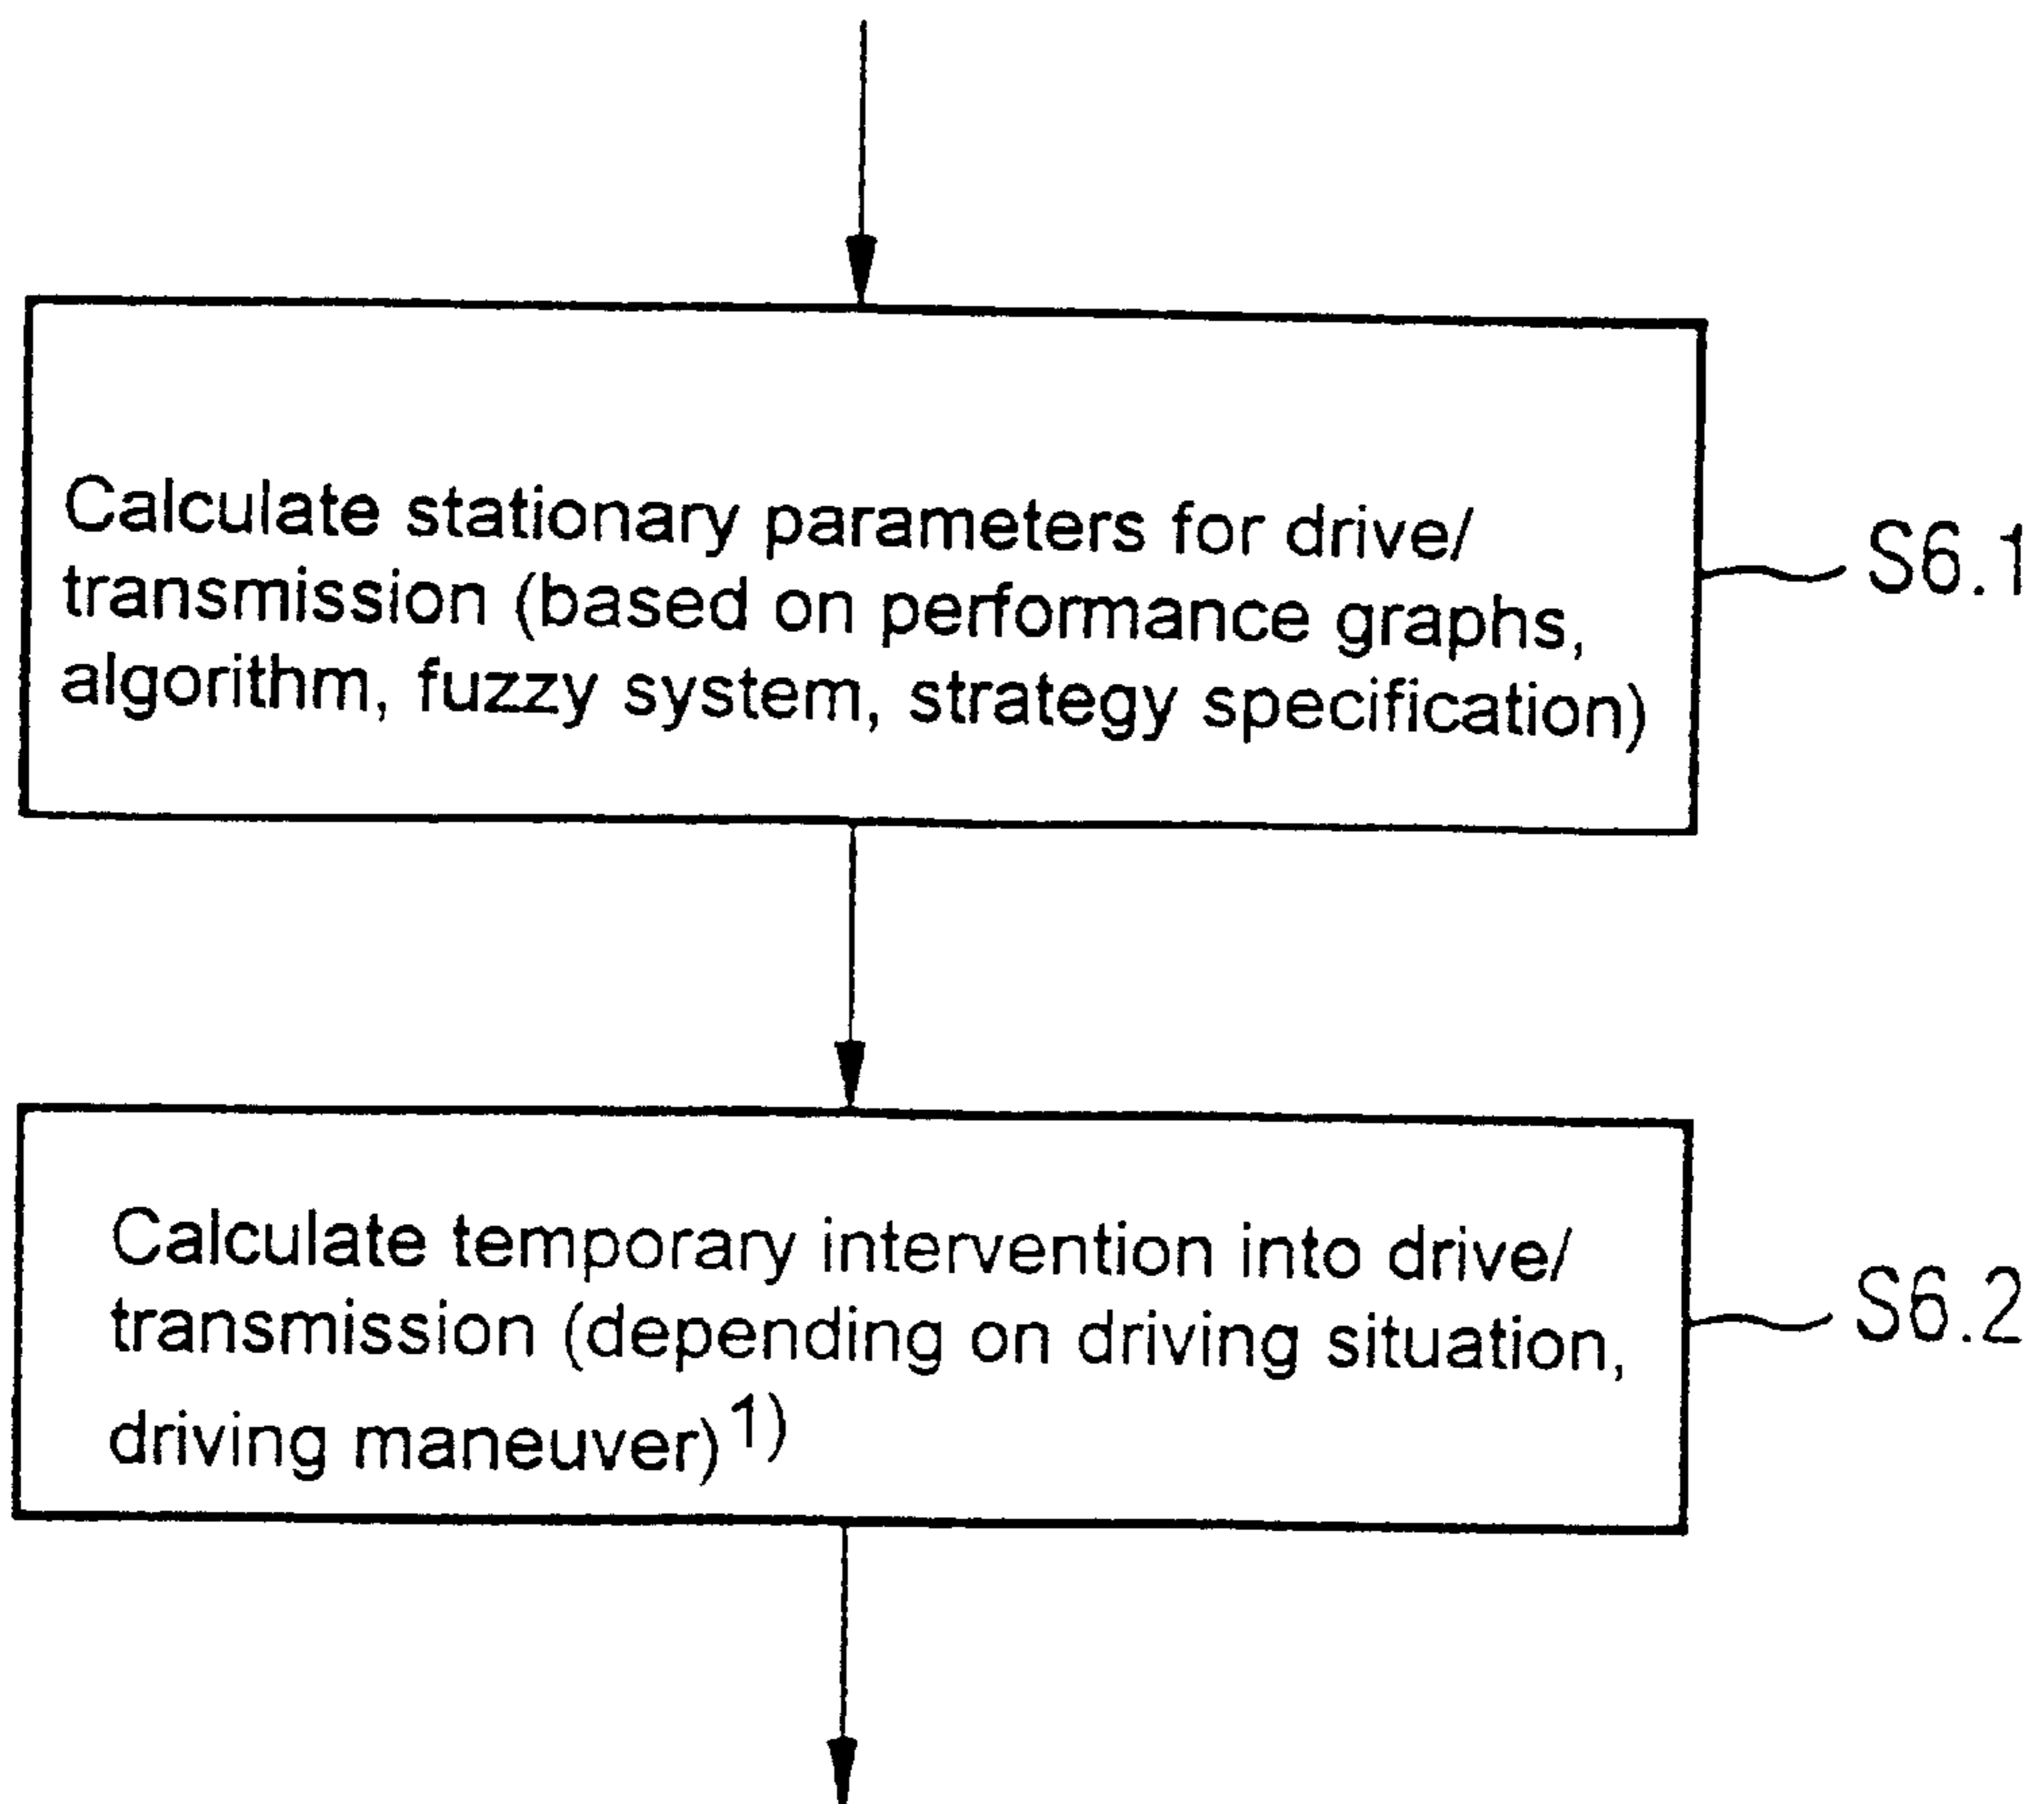 Calculate stationary parameters for drive/
transmission (based on performance graphs,
algorithm, fuzzy system, strategy specification)
S6.1
Calculate temporary intervention into drive/
transmission (depending on driving situation,
driving maneuver)1)
S6.2